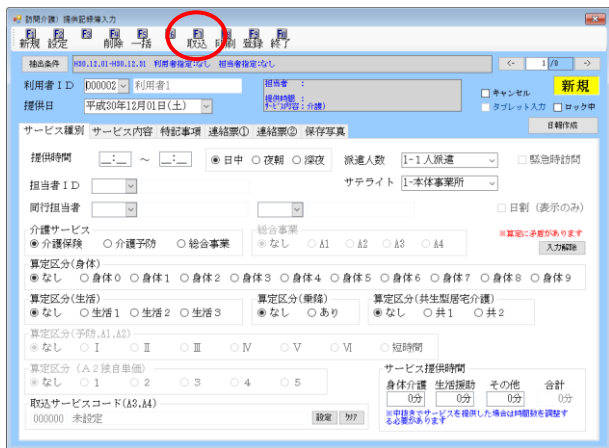 訪問介護）提供記録簿入力
新規 設定 削除 一括 取込 印刷 登録 終了
抽出条件 H30.12.01-H30.12.31 利用者指定:なし 担当者指定:なし <- 1/0 ->
利用者ＩＤ 000002 利用者1 担当者 : キャンセル 新規
提供日 平成30年12月01日(土) 提供時間 : タブレット入力 ロック中
ｻｰﾋﾞｽ内容：介護）
日報作成
サービス種別 サービス内容 特記事項 連絡票① 連絡票② 保存写真
提供時間 __:__ ～ __:__ 日中 夜朝 深夜 派遣人数 1-1人派遣 緊急時訪問
担当者ＩＤ サテライト 1-本体事業所
同行担当者 日割（表示のみ）
介護サービス 総合事業 ※算定に矛盾があります
介護保険 介護予防 総合事業 なし A1 A2 A3 A4 入力解除
算定区分(身体)
なし 身体0 身体1 身体2 身体3 身体4 身体5 身体6 身体7 身体8 身体9
算定区分(生活) 算定区分(乗降) 算定区分(共生型居宅介護)
なし 生活1 生活2 生活3 なし あり なし 共1 共2
算定区分(予防,A1,A2)
なし Ⅰ Ⅱ Ⅲ Ⅳ Ⅴ Ⅵ 短時間
算定区分（Ａ２独自単価） サービス提供時間
なし 1 2 3 4 5 身体介護 生活援助 その他 合計
0分 0分 0分 0分
取込サービスコード(A3,A4) ※中抜きでサービスを提供した場合は時間数を調整す
000000 未設定 設定 ｸﾘｱ る必要があります